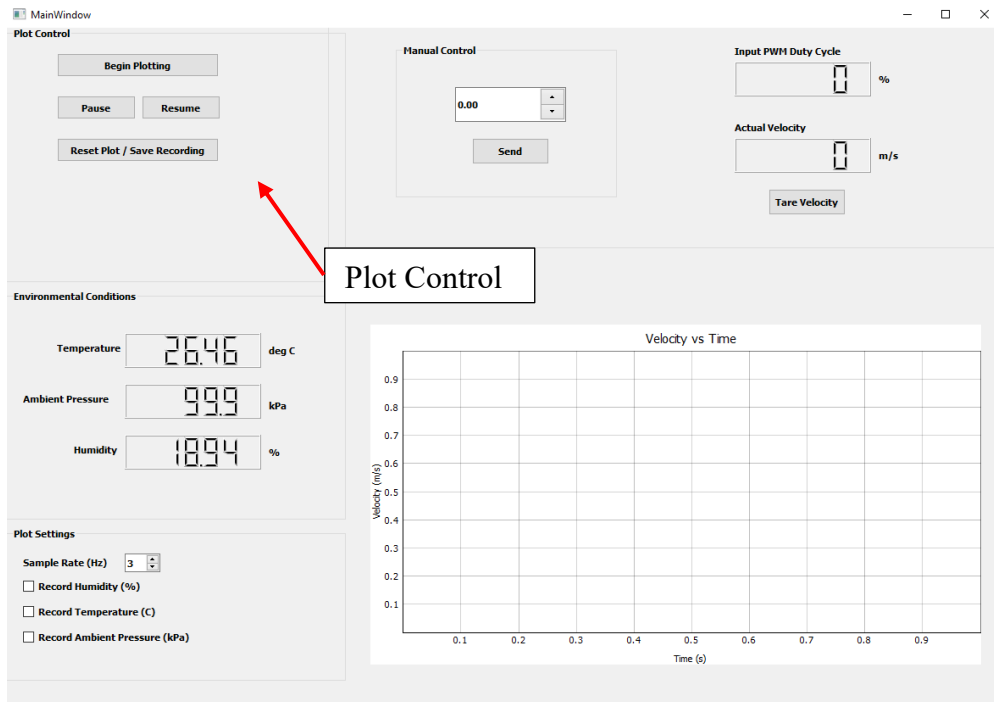 MainWindow
Plot Control
Begin Plotting
Pause Resume
Reset Plot / Save Recording
Manual Control
0.00
Send
Input PWM Duty Cycle
0 %
Actual Velocity
0 m/s
Tare Velocity
Plot Control
Environmental Conditions
Temperature 26.46 deg C
Ambient Pressure 99.9 kPa
Humidity 18.94 %
Plot Settings
Sample Rate (Hz) 3
Record Humidity (%)
Record Temperature (C)
Record Ambient Pressure (kPa)
Velocity vs Time
Velocity (m/s)
0.9
0.8
0.7
0.6
0.5
0.4
0.3
0.2
0.1
0.1 0.2 0.3 0.4 0.5 0.6 0.7 0.8 0.9
Time (s)